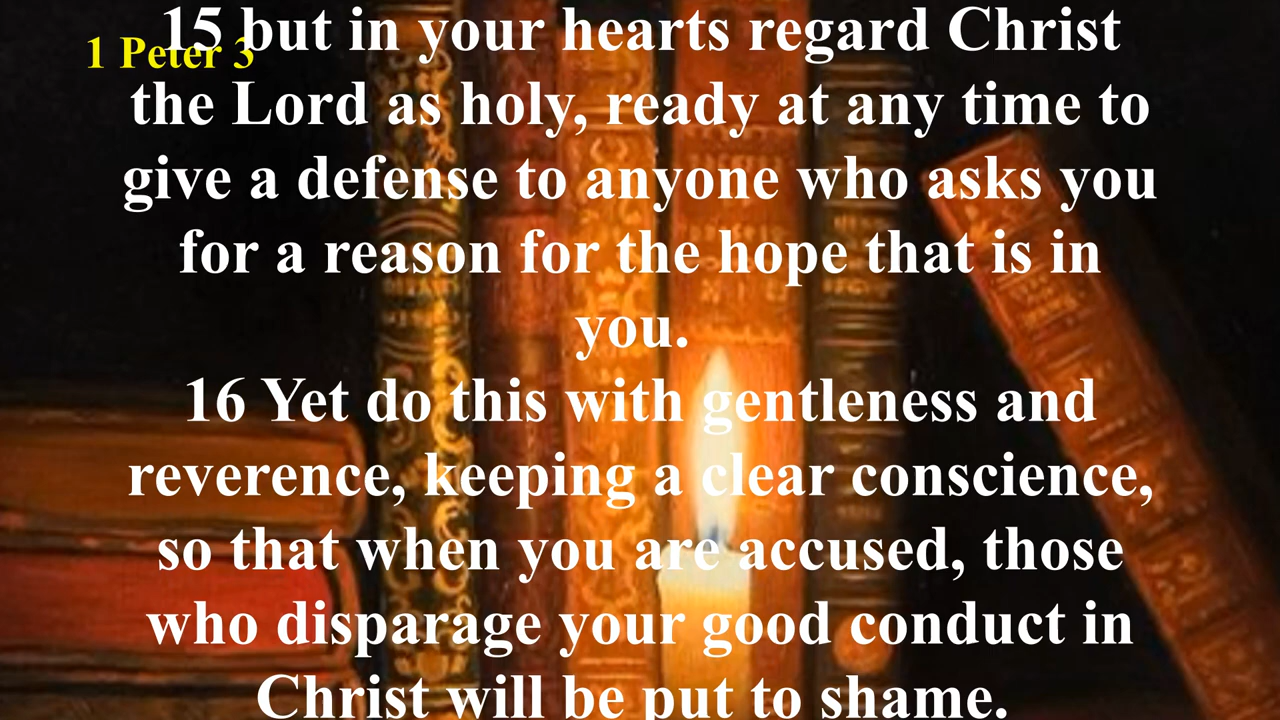 1 Peter 3
15 but in your hearts regard Christ
the Lord as holy, ready at any time to
give a defense to anyone who asks you
for a reason for the hope that is in
you.
16 Yet do this with gentleness and
reverence, keeping a clear conscience,
so that when you are accused, those
who disparage your good conduct in
Christ will be put to shame.